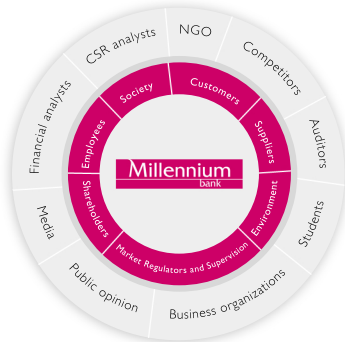 CSR analysts
NGO
Competitors
Auditors
Students
Business organizations
Public opinion
Media
Financial analysts
Society
Customers
Suppliers
Environment
Market Regulators and Supervision
Shareholders
Employees
Millennium
bank